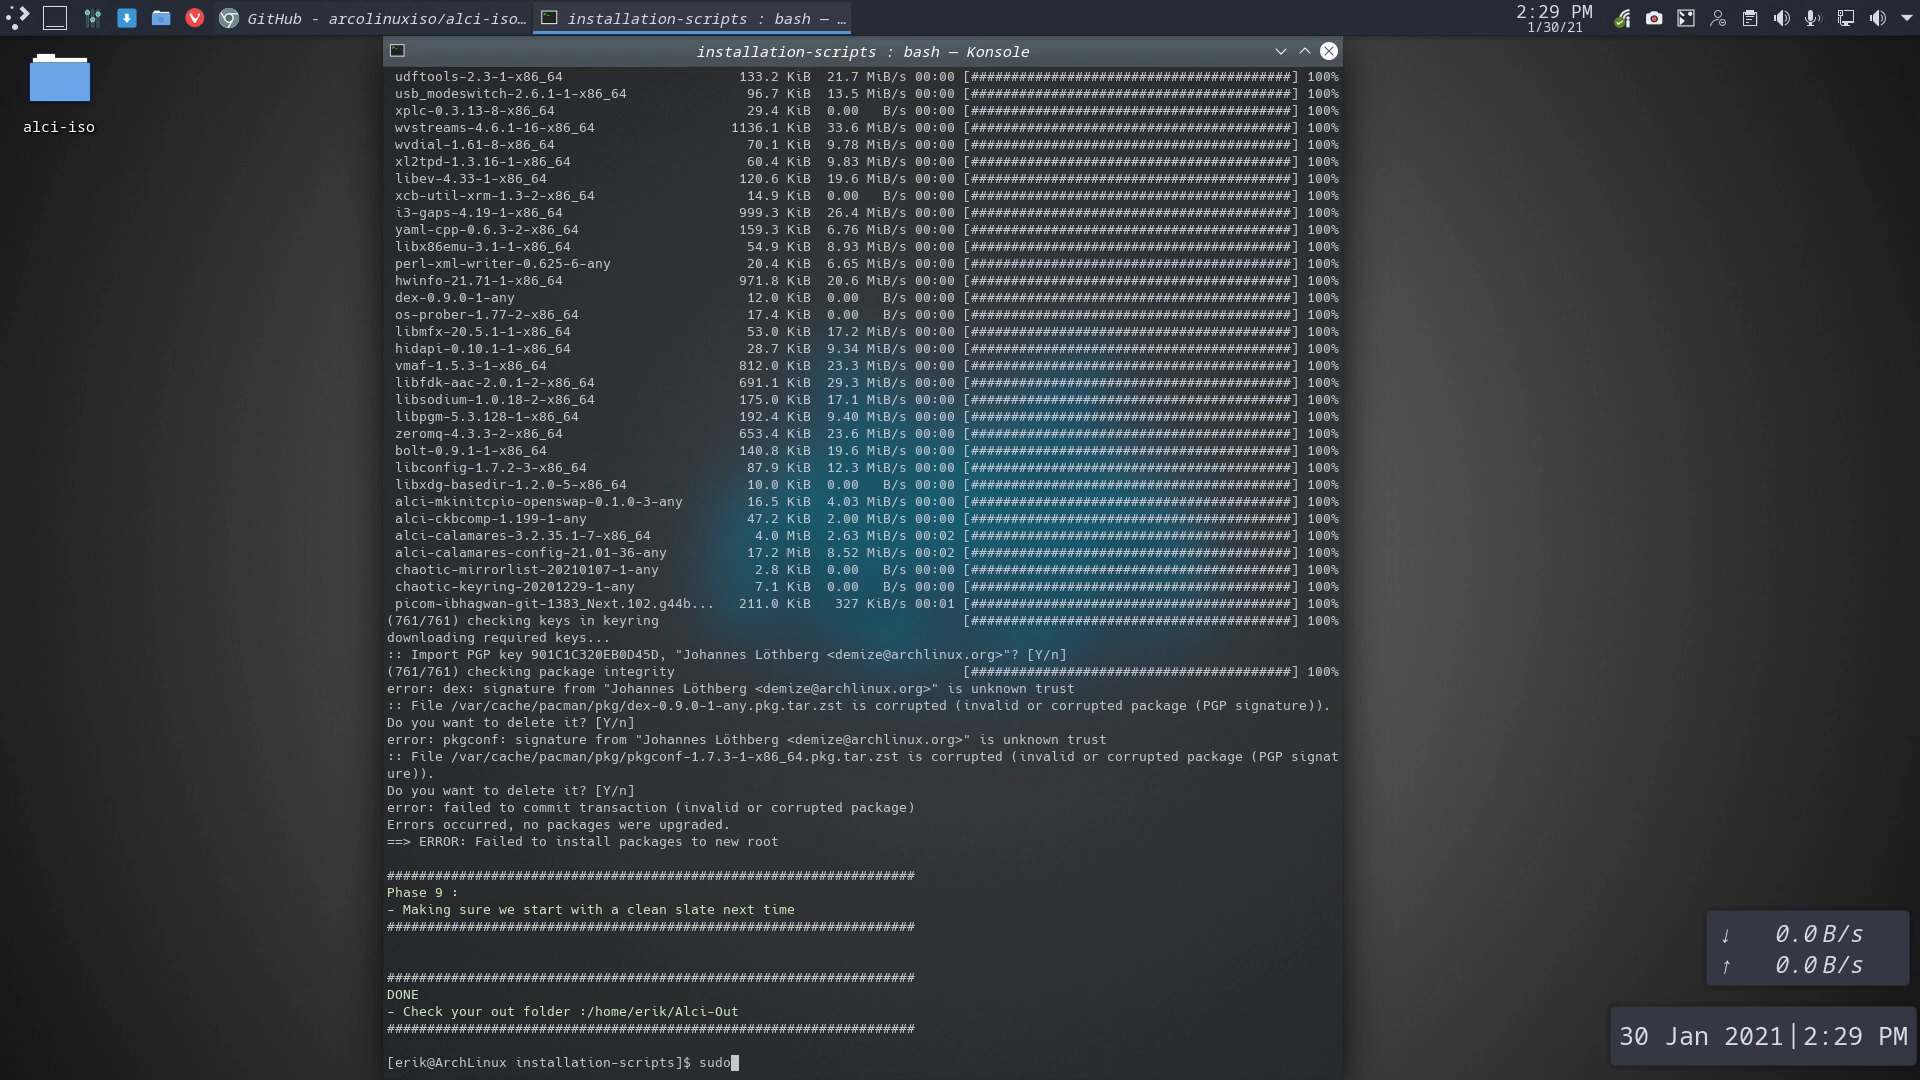 GitHub - arcolinuxiso/alci-iso...
installation-scripts : bash — ...
2:29 PM
1/30/21
alci-iso
installation-scripts : bash — Konsole
udftools-2.3-1-x86_64 133.2 KiB 21.7 MiB/s 00:00 [########################################] 100%
usb_modeswitch-2.6.1-1-x86_64 96.7 KiB 13.5 MiB/s 00:00 [########################################] 100%
xplc-0.3.13-8-x86_64 29.4 KiB 0.00 B/s 00:00 [########################################] 100%
wvstreams-4.6.1-16-x86_64 1136.1 KiB 33.6 MiB/s 00:00 [########################################] 100%
wvdial-1.61-8-x86_64 70.1 KiB 9.78 MiB/s 00:00 [########################################] 100%
xl2tpd-1.3.16-1-x86_64 60.4 KiB 9.83 MiB/s 00:00 [########################################] 100%
libev-4.33-1-x86_64 120.6 KiB 19.6 MiB/s 00:00 [########################################] 100%
xcb-util-xrm-1.3-2-x86_64 14.9 KiB 0.00 B/s 00:00 [########################################] 100%
i3-gaps-4.19-1-x86_64 999.3 KiB 26.4 MiB/s 00:00 [########################################] 100%
yaml-cpp-0.6.3-2-x86_64 159.3 KiB 6.76 MiB/s 00:00 [########################################] 100%
libx86emu-3.1-1-x86_64 54.9 KiB 8.93 MiB/s 00:00 [########################################] 100%
perl-xml-writer-0.625-6-any 20.4 KiB 6.65 MiB/s 00:00 [########################################] 100%
hwinfo-21.71-1-x86_64 971.8 KiB 20.6 MiB/s 00:00 [########################################] 100%
dex-0.9.0-1-any 12.0 KiB 0.00 B/s 00:00 [########################################] 100%
os-prober-1.77-2-x86_64 17.4 KiB 0.00 B/s 00:00 [########################################] 100%
libmfx-20.5.1-1-x86_64 53.0 KiB 17.2 MiB/s 00:00 [########################################] 100%
hidapi-0.10.1-1-x86_64 28.7 KiB 9.34 MiB/s 00:00 [########################################] 100%
vmaf-1.5.3-1-x86_64 812.0 KiB 23.3 MiB/s 00:00 [########################################] 100%
libfdk-aac-2.0.1-2-x86_64 691.1 KiB 29.3 MiB/s 00:00 [########################################] 100%
libsodium-1.0.18-2-x86_64 175.0 KiB 17.1 MiB/s 00:00 [########################################] 100%
libpgm-5.3.128-1-x86_64 192.4 KiB 9.40 MiB/s 00:00 [########################################] 100%
zeromq-4.3.3-2-x86_64 653.4 KiB 23.6 MiB/s 00:00 [########################################] 100%
bolt-0.9.1-1-x86_64 140.8 KiB 19.6 MiB/s 00:00 [########################################] 100%
libconfig-1.7.2-3-x86_64 87.9 KiB 12.3 MiB/s 00:00 [########################################] 100%
libxdg-basedir-1.2.0-5-x86_64 10.0 KiB 0.00 B/s 00:00 [########################################] 100%
alci-mkinitcpio-openswap-0.1.0-3-any 16.5 KiB 4.03 MiB/s 00:00 [########################################] 100%
alci-ckbcomp-1.199-1-any 47.2 KiB 2.00 MiB/s 00:00 [########################################] 100%
alci-calamares-3.2.35.1-7-x86_64 4.0 MiB 2.63 MiB/s 00:02 [########################################] 100%
alci-calamares-config-21.01-36-any 17.2 MiB 8.52 MiB/s 00:02 [########################################] 100%
chaotic-mirrorlist-20210107-1-any 2.8 KiB 0.00 B/s 00:00 [########################################] 100%
chaotic-keyring-20201229-1-any 7.1 KiB 0.00 B/s 00:00 [########################################] 100%
picom-ibhagwan-git-1383_Next.102.g44b... 211.0 KiB 327 KiB/s 00:01 [########################################] 100%
(761/761) checking keys in keyring [########################################] 100%
downloading required keys...
:: Import PGP key 901C1C320EB0D45D, "Johannes Löthberg <demize@archlinux.org>"? [Y/n]
(761/761) checking package integrity [########################################] 100%
error: dex: signature from "Johannes Löthberg <demize@archlinux.org>" is unknown trust
:: File /var/cache/pacman/pkg/dex-0.9.0-1-any.pkg.tar.zst is corrupted (invalid or corrupted package (PGP signature)).
Do you want to delete it? [Y/n]
error: pkgconf: signature from "Johannes Löthberg <demize@archlinux.org>" is unknown trust
:: File /var/cache/pacman/pkg/pkgconf-1.7.3-1-x86_64.pkg.tar.zst is corrupted (invalid or corrupted package (PGP signat
ure)).
Do you want to delete it? [Y/n]
error: failed to commit transaction (invalid or corrupted package)
Errors occurred, no packages were upgraded.
==> ERROR: Failed to install packages to new root
##################################################################
Phase 9 :
- Making sure we start with a clean slate next time
##################################################################
##################################################################
DONE
- Check your out folder :/home/erik/Alci-Out
##################################################################
[erik@ArchLinux installation-scripts]$ sudo
↓ 0.0 B/s
↑ 0.0 B/s
30 Jan 2021|2:29 PM